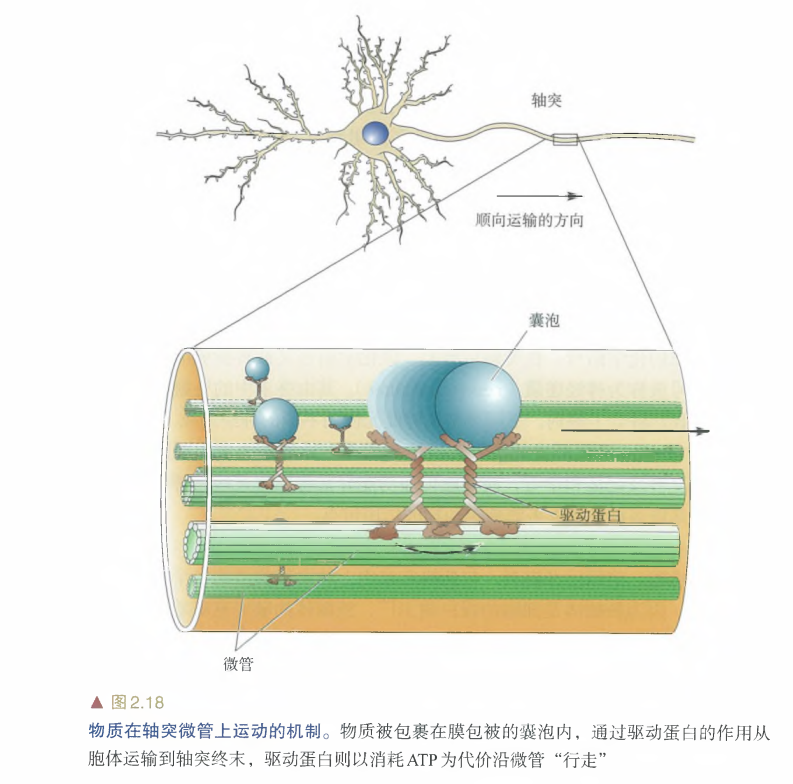 轴突
顺向运输的方向
囊泡
驱动蛋白
微管
▲ 图2.18
物质在轴突微管上运动的机制。物质被包裹在膜包被的囊泡内，通过驱动蛋白的作用从
胞体运输到轴突终末，驱动蛋白则以消耗ATP为代价沿微管“行走”